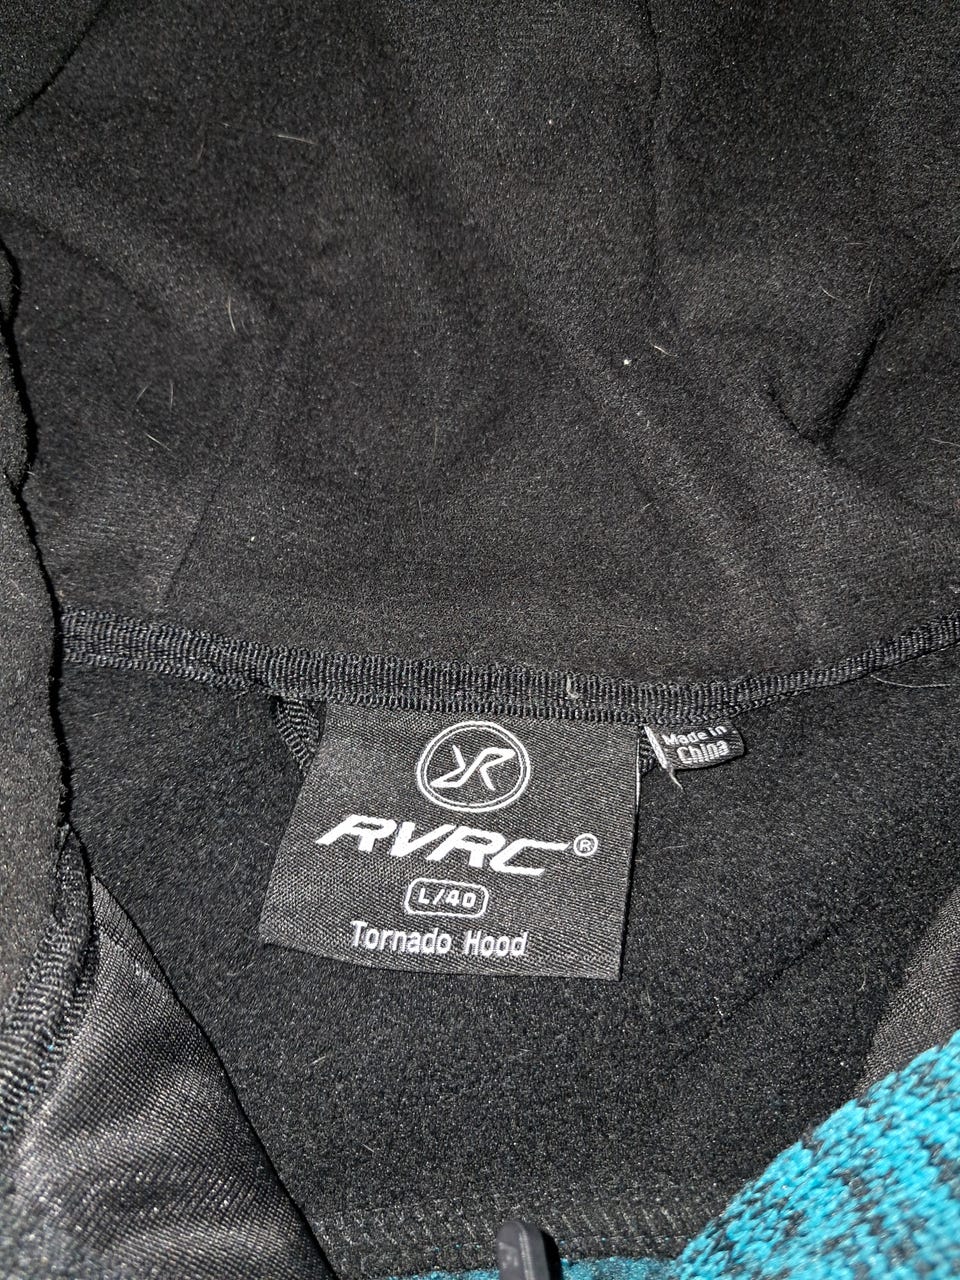 RVRC®
L/40
Tornado Hood
Made in
China